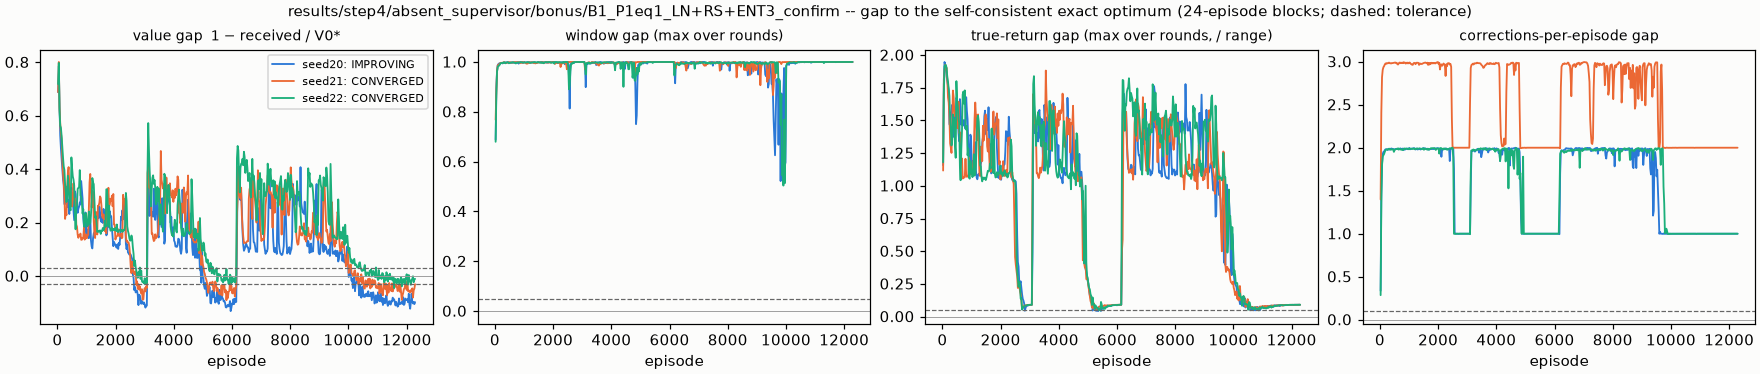 results/step4/absent_supervisor/bonus/B1_P1eq1_LN+RS+ENT3_confirm -- gap to the self-consistent exact optimum (24-episode blocks; dashed: tolerance)
value gap 1 − received / V0*
0.8
0.6
0.4
0.2
0.0
seed20: IMPROVING
seed21: CONVERGED
seed22: CONVERGED
0 2000 4000 6000 8000 10000 12000
episode
window gap (max over rounds)
1.0
0.8
0.6
0.4
0.2
0.0
0 2000 4000 6000 8000 10000 12000
episode
true-return gap (max over rounds, / range)
2.00
1.75
1.50
1.25
1.00
0.75
0.50
0.25
0.00
0 2000 4000 6000 8000 10000 12000
episode
corrections-per-episode gap
3.0
2.5
2.0
1.5
1.0
0.5
0.0
0 2000 4000 6000 8000 10000 12000
episode